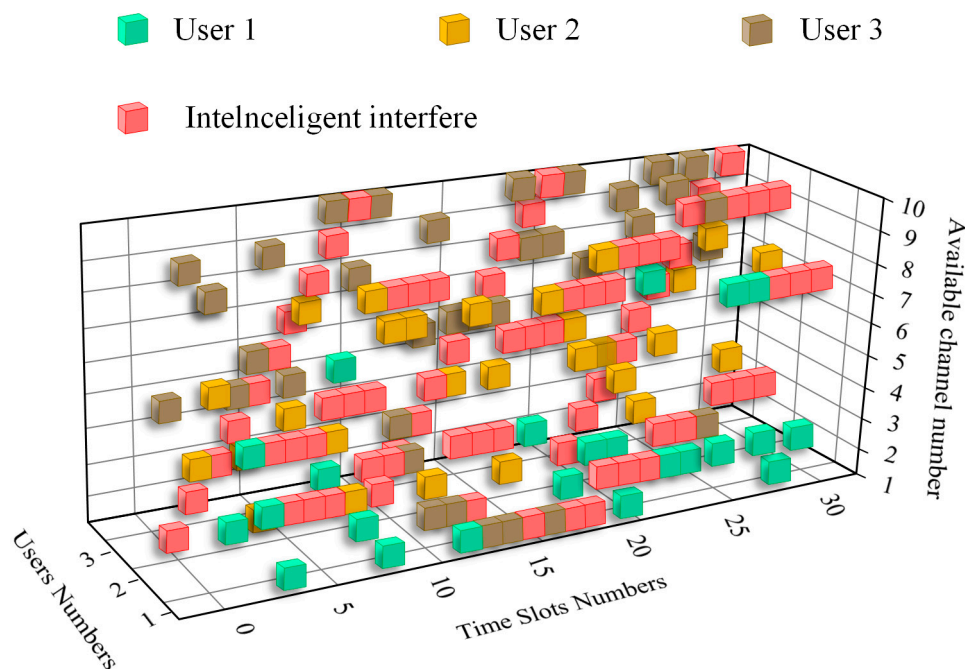 User 1
User 2
User 3
Intelnceligent interfere
10
9
8
7
6
5
4
3
2
1
Available channel number
3
2
1
Users Numbers
0
5
10
15
20
25
30
Time Slots Numbers